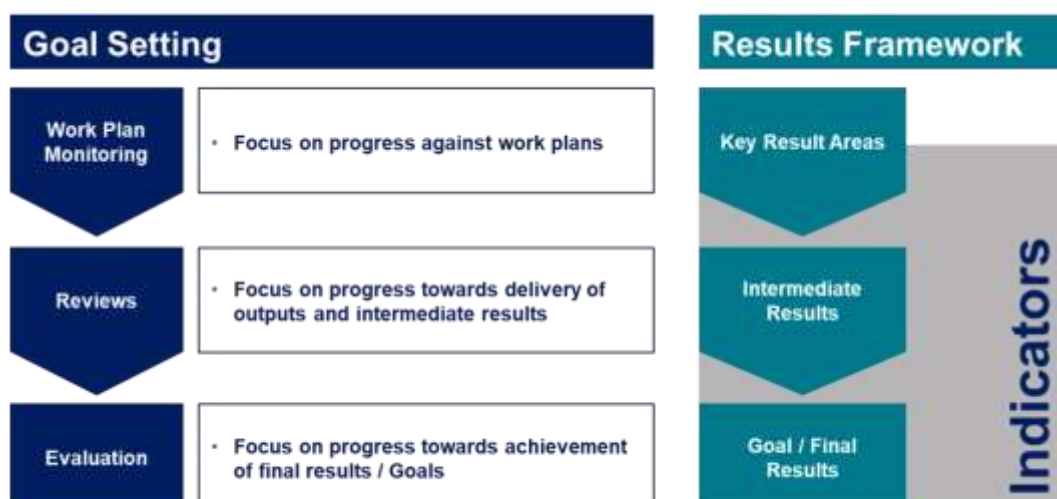 Goal Setting
Results Framework
Work Plan
Monitoring
• Focus on progress against work plans
Key Result Areas
Reviews
• Focus on progress towards delivery of
outputs and intermediate results
Intermediate
Results
Evaluation
• Focus on progress towards achievement
of final results / Goals
Goal / Final
Results
Indicators